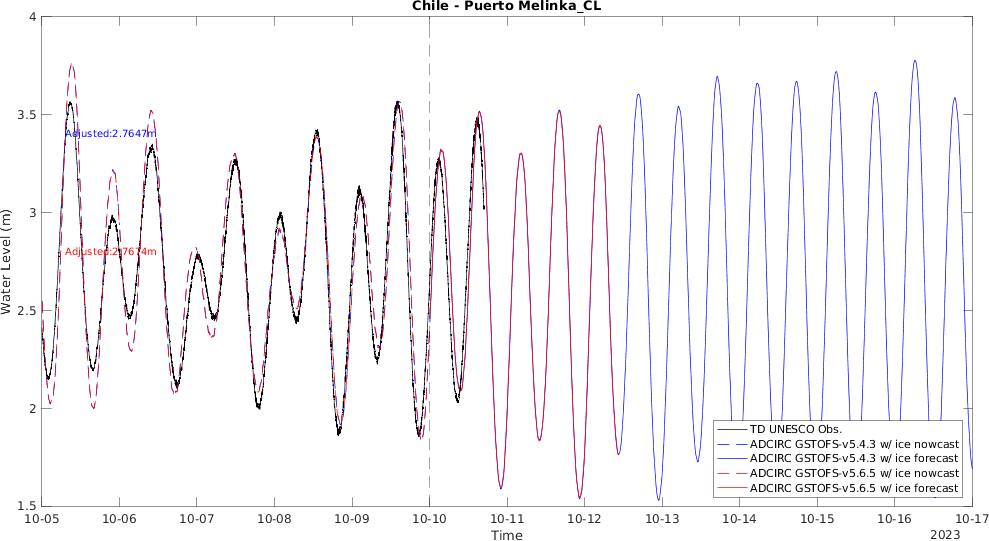 Chile - Puerto Melinka_CL
4
3.5
3
2.5
2
1.5
Water Level (m)
Adjusted:2.7647m
Adjusted:2.7674m
TD UNESCO Obs.
ADCIRC GSTOFS-v5.4.3 w/ ice nowcast
ADCIRC GSTOFS-v5.4.3 w/ ice forecast
ADCIRC GSTOFS-v5.6.5 w/ ice nowcast
ADCIRC GSTOFS-v5.6.5 w/ ice forecast
10-05 10-06 10-07 10-08 10-09 10-10 10-11 10-12 10-13 10-14 10-15 10-16 10-17
Time
2023